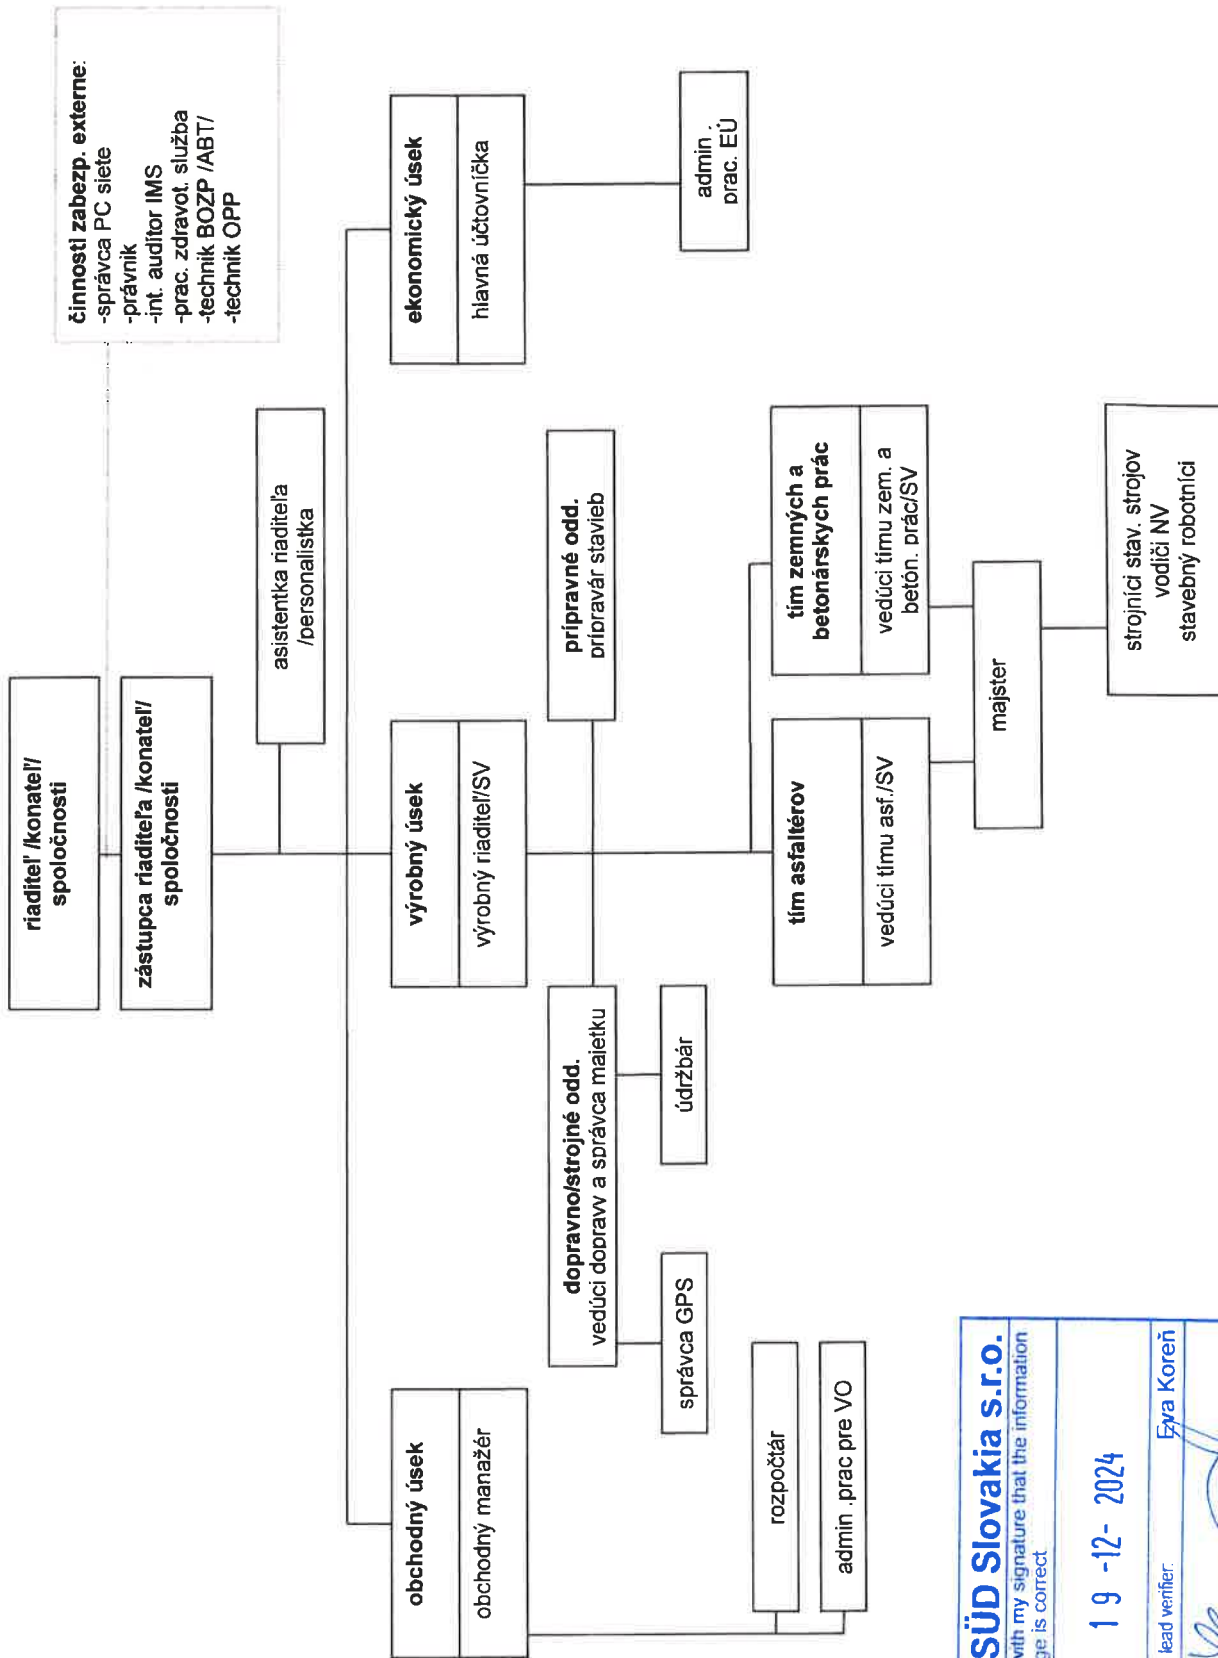 riaditeľ /konateľ/
spoločnosti
zástupca riaditeľa /konateľ/
spoločnosti
činnosti zabezp. externe:
-správca PC siete
-právnik
-int. audítor IMS
-prac. zdravot. služba
-technik BOZP /ABT/
-technik OPP
asistentka riaditeľa
/personalistka
obchodný úsek
obchodný manažér
výrobný úsek
výrobný riaditeľ/SV
ekonomický úsek
hlavná účtovníčka
dopravno/strojné odd.
vedúci dopravy a správca majetku
prípravné odd.
prípravár stavieb
správca GPS
údržbár
admin .
prac. EÚ
rozpočtár
admin .prac pre VO
tím asfaltérov
vedúci tímu asf./SV
tím zemných a
betonárskych prác
vedúci tímu zem. a
betón. prác/SV
majster
strojníci stav. strojov
vodiči NV
stavebný robotníci
SÜD Slovakia s.r.o.
with my signature that the information
ge is correct
19 -12- 2024
lead verifier:
Eva Koreň